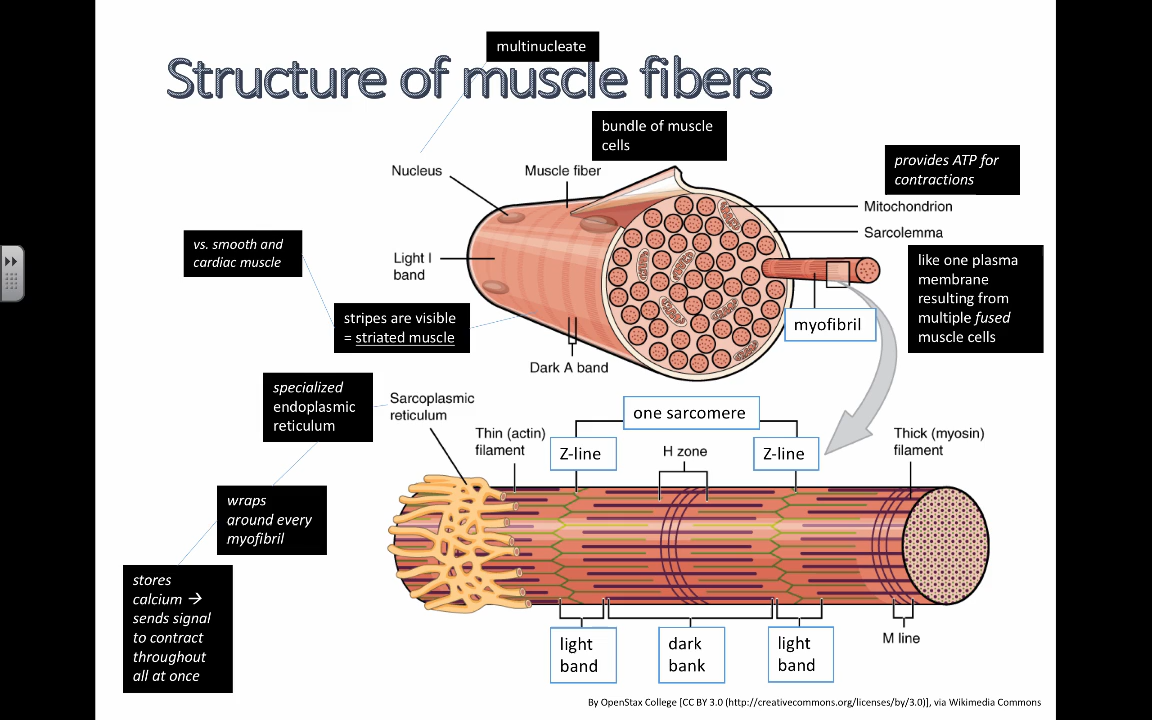 multinucleate
Structure of muscle fibers
bundle of muscle
cells
Nucleus
Muscle fiber
provides ATP for
contractions
Mitochondrion
Sarcolemma
vs. smooth and
cardiac muscle
Light I
band
like one plasma
membrane
resulting from
multiple fused
muscle cells
stripes are visible
= striated muscle
myofibril
Dark A band
specialized
endoplasmic
reticulum
Sarcoplasmic
reticulum
one sarcomere
Thin (actin)
filament
Z-line
H zone
Z-line
Thick (myosin)
filament
wraps
around every
myofibril
stores
calcium →
sends signal
to contract
throughout
all at once
light
band
dark
bank
light
band
M line
By OpenStax College [CC BY 3.0 (http://creativecommons.org/licenses/by/3.0)], via Wikimedia Commons